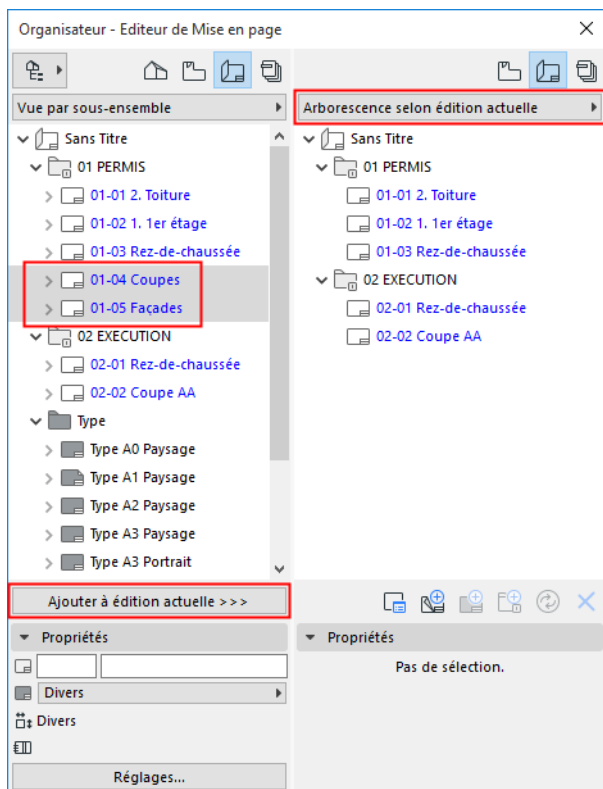 Organisateur - Editeur de Mise en page
Vue par sous-ensemble
Sans Titre
01 PERMIS
01-01 2. Toiture
01-02 1. 1er étage
01-03 Rez-de-chaussée
01-04 Coupes
01-05 Façades
02 EXECUTION
02-01 Rez-de-chaussée
02-02 Coupe AA
Type
Type A0 Paysage
Type A1 Paysage
Type A2 Paysage
Type A3 Paysage
Type A3 Portrait
Ajouter à édition actuelle >>>
Propriétés
Divers
Divers
Réglages...
Arborescence selon édition actuelle
Sans Titre
01 PERMIS
01-01 2. Toiture
01-02 1. 1er étage
01-03 Rez-de-chaussée
02 EXECUTION
02-01 Rez-de-chaussée
02-02 Coupe AA
Propriétés
Pas de sélection.